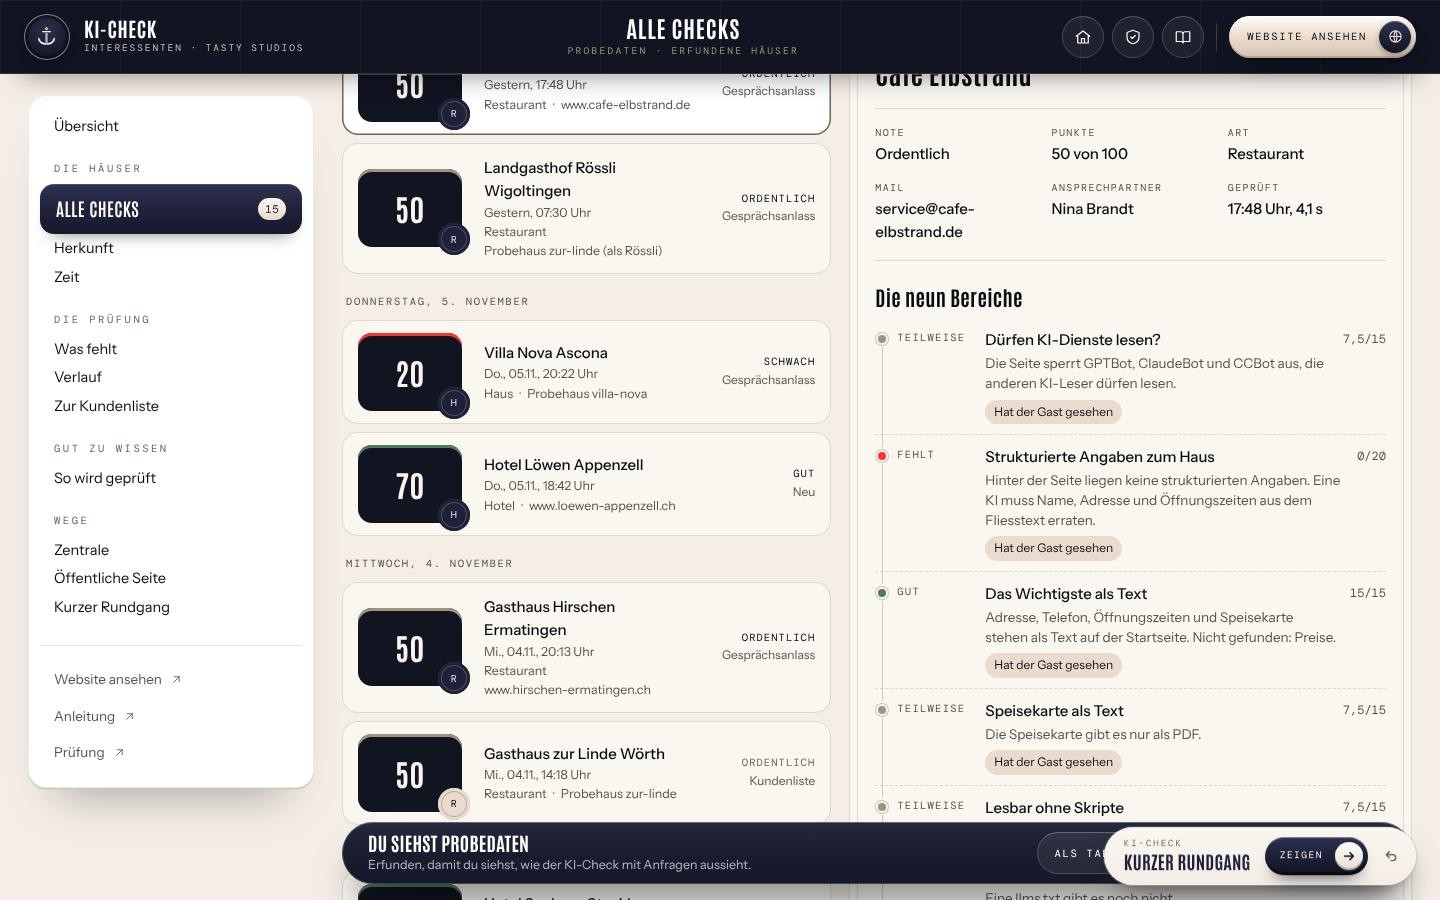 KI-CHECK
INTERESSENTEN · TASTY STUDIOS
ALLE CHECKS
PROBEDATEN · ERFUNDENE HÄUSER
WEBSITE ANSEHEN
Übersicht
DIE HÄUSER
ALLE CHECKS
15
Herkunft
Zeit
DIE PRÜFUNG
Was fehlt
Verlauf
Zur Kundenliste
GUT ZU WISSEN
So wird geprüft
WEGE
Zentrale
Öffentliche Seite
Kurzer Rundgang
Website ansehen
Anleitung
Prüfung
50
R
Gestern, 17:48 Uhr
Restaurant · www.cafe-elbstrand.de
ORDENTLICH
Gesprächsanlass
50
R
Landgasthof Rössli
Wigoltingen
Gestern, 07:30 Uhr
Restaurant
Probehaus zur-linde (als Rössli)
ORDENTLICH
Gesprächsanlass
DONNERSTAG, 5. NOVEMBER
20
H
Villa Nova Ascona
Do., 05.11., 20:22 Uhr
Haus · Probehaus villa-nova
SCHWACH
Gesprächsanlass
70
H
Hotel Löwen Appenzell
Do., 05.11., 18:42 Uhr
Hotel · www.loewen-appenzell.ch
GUT
Neu
MITTWOCH, 4. NOVEMBER
50
R
Gasthaus Hirschen
Ermatingen
Mi., 04.11., 20:13 Uhr
Restaurant
www.hirschen-ermatingen.ch
ORDENTLICH
Gesprächsanlass
50
R
Gasthaus zur Linde Wörth
Mi., 04.11., 14:18 Uhr
Restaurant · Probehaus zur-linde
ORDENTLICH
Kundenliste
Café Elbstrand
NOTE
Ordentlich
PUNKTE
50 von 100
ART
Restaurant
MAIL
service@cafe-
elbstrand.de
ANSPRECHPARTNER
Nina Brandt
GEPRÜFT
17:48 Uhr, 4,1 s
Die neun Bereiche
TEILWEISE
Dürfen KI-Dienste lesen?
7,5/15
Die Seite sperrt GPTBot, ClaudeBot und CCBot aus, die
anderen KI-Leser dürfen lesen.
Hat der Gast gesehen
FEHLT
Strukturierte Angaben zum Haus
0/20
Hinter der Seite liegen keine strukturierten Angaben. Eine
KI muss Name, Adresse und Öffnungszeiten aus dem
Fliesstext erraten.
Hat der Gast gesehen
GUT
Das Wichtigste als Text
15/15
Adresse, Telefon, Öffnungszeiten und Speisekarte
stehen als Text auf der Startseite. Nicht gefunden: Preise.
Hat der Gast gesehen
TEILWEISE
Speisekarte als Text
7,5/15
Die Speisekarte gibt es nur als PDF.
Hat der Gast gesehen
TEILWEISE
Lesbar ohne Skripte
7,5/15
DU SIEHST PROBEDATEN
Erfunden, damit du siehst, wie der KI-Check mit Anfragen aussieht.
ALS
KI-CHECK
KURZER RUNDGANG
ZEIGEN